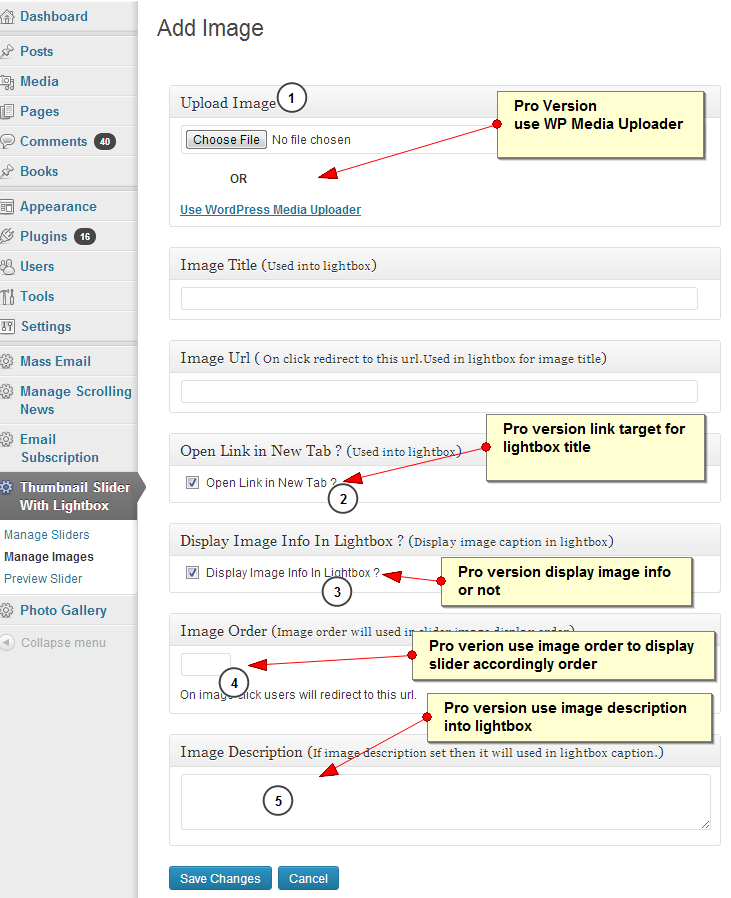 Dashboard
Posts
Media
Pages
Comments 40
Books
Appearance
Plugins 16
Users
Tools
Settings
Mass Email
Manage Scrolling
News
Email
Subscription
Thumbnail Slider
With Lightbox
Manage Sliders
Manage Images
Preview Slider
Photo Gallery
Collapse menu
Add Image
Upload Image 1
Pro Version
use WP Media Uploader
Choose File No file chosen
OR
Use WordPress Media Uploader
Image Title (Used into lightbox)
Image Url ( On click redirect to this url.Used in lightbox for image title)
Pro version link target for
lightbox title
Open Link in New Tab ? (Used into lightbox)
Open Link in New Tab ?
2
Display Image Info In Lightbox ? (Display image caption in lightbox)
Pro version display image info
or not
Display Image Info In Lightbox ?
3
Image Order (Image order will used in slider image display order)
Pro verion use image order to display
slider accordingly order
4
On image click users will redirect to this url.
Pro version use image description
into lightbox
Image Description (If image description set then it will used in lightbox caption.)
5
Save Changes Cancel